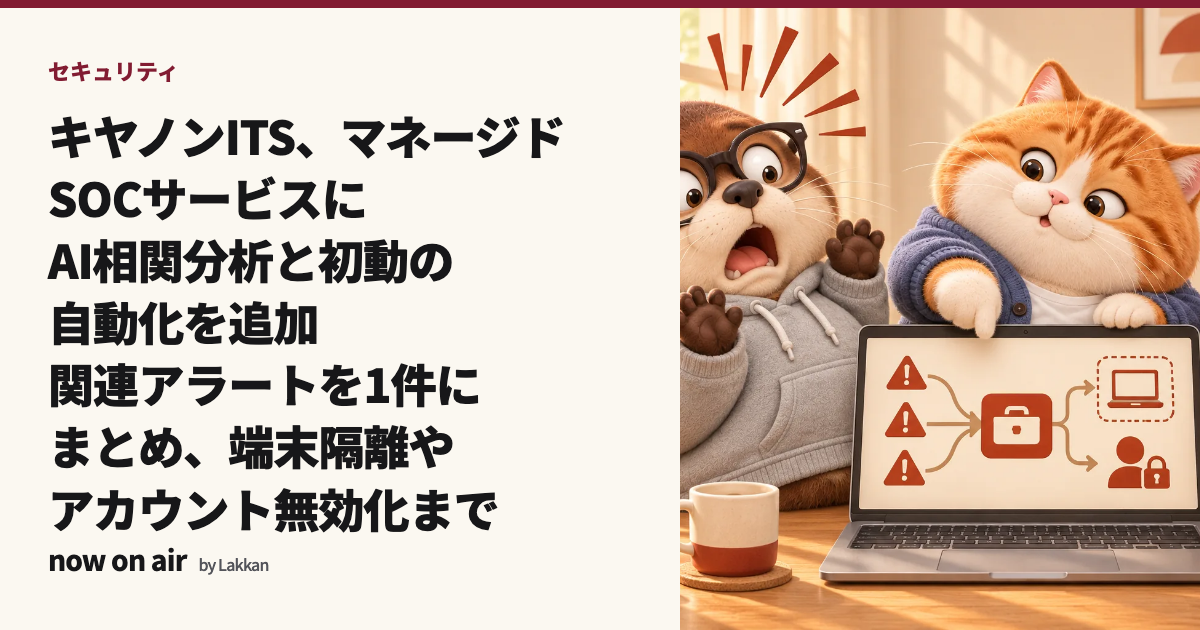 セキュリティ
キヤノンITS、マネージド
SOCサービスに
AI相関分析と初動の
自動化を追加
関連アラートを1件に
まとめ、端末隔離や
アカウント無効化まで
now on air by Lakkan